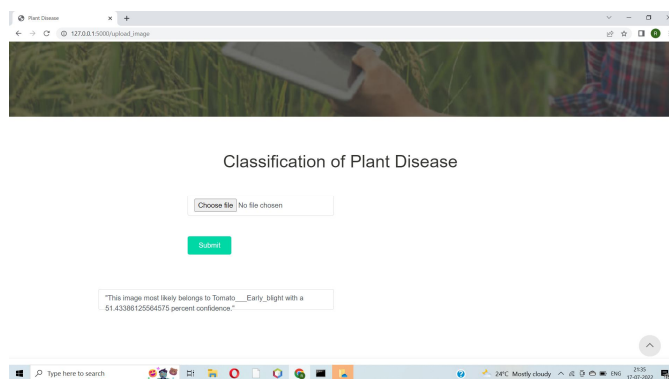 Plant Disease
127.0.0.1:5000/upload_image
R
Classification of Plant Disease
Choose file No file chosen
Submit
"This image most likely belongs to Tomato___Early_blight with a
51.43386125564575 percent confidence."
Type here to search
24°C Mostly cloudy
ENG
21:35
17-07-2022